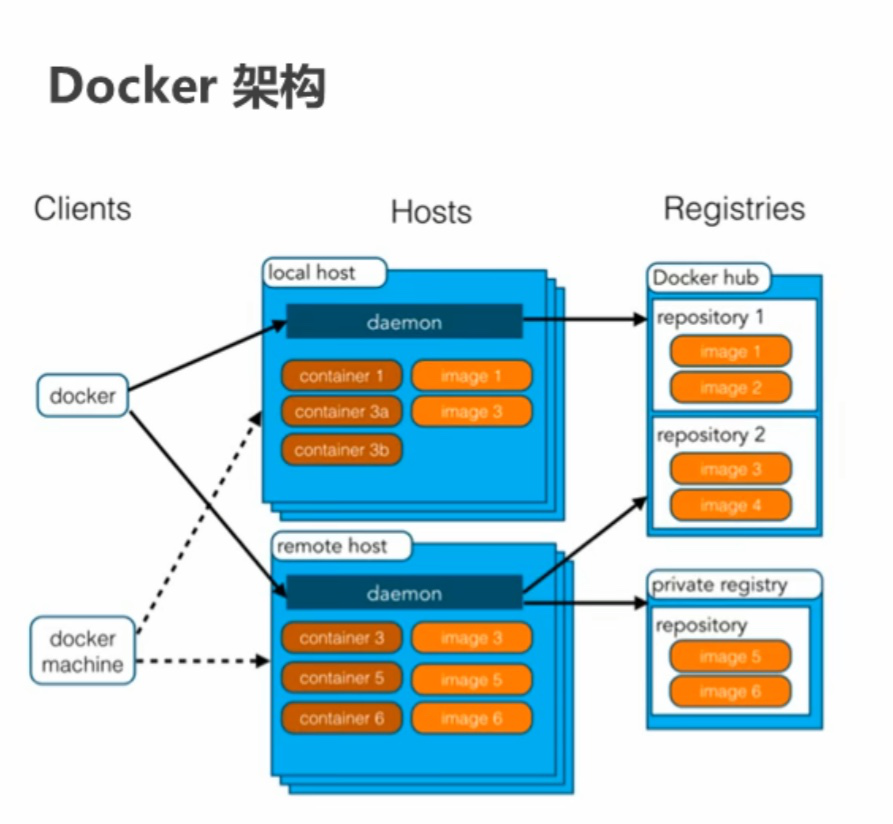 Docker 架构
Clients
Hosts
Registries
local host
daemon
container 1
image 1
container 3a
image 3
container 3b
docker
docker
machine
remote host
daemon
container 3
image 3
container 5
image 5
container 6
image 6
Docker hub
repository 1
image 1
image 2
repository 2
image 3
image 4
private registry
repository
image 5
image 6